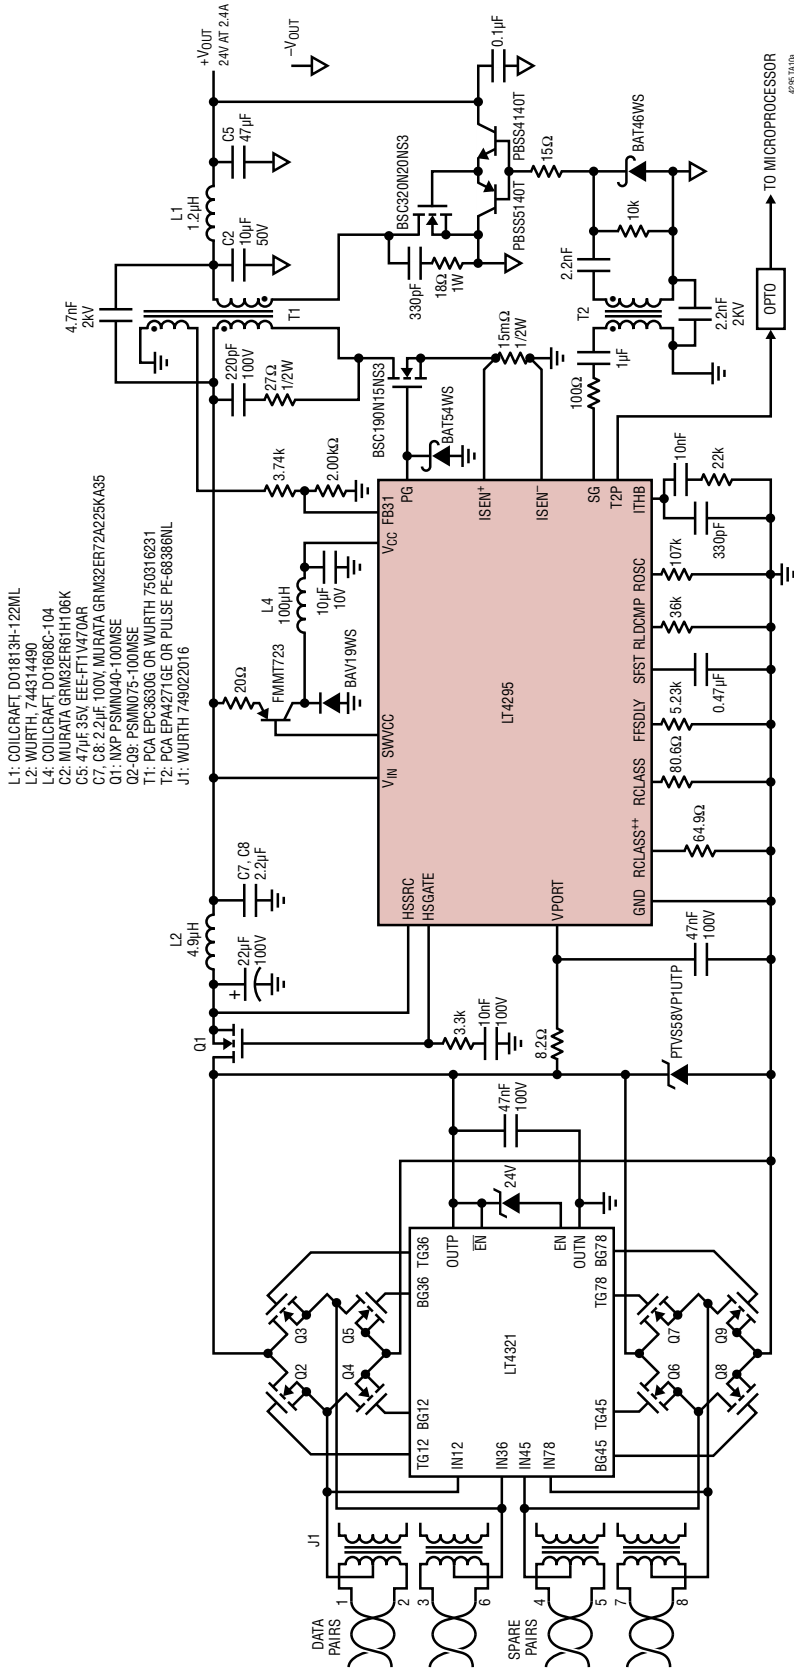 L1: COILCRAFT, DO1813H-122ML
L2: WURTH, 744314490
L4: COILCRAFT, DO1608C-104
C2: MURATA GRM32ER61H106K
C5: 47µF, 35V, EEE-FT1V470AR
C7, C8: 2.2µF, 100V, MURATA GRM32ER72A225KA35
Q1: NXP PSMN040-100MSE
Q2-Q9: PSMN075-100MSE
T1: PCA EPC3630G OR WURTH 750316231
T2: PCA EPA4271GE OR PULSE PE-68386NL
J1: WURTH 749022016
DATA
PAIRS
SPARE
PAIRS
1
2
3
6
4
5
7
8
J1
Q2
Q3
Q4
Q5
Q6
Q7
Q8
Q9
TG12
BG12
BG36
TG36
IN12
IN36
IN45
IN78
BG45
TG45
TG78
BG78
OUTP
EN
EN
OUTN
LT4321
24V
47nF
100V
Q1
3.3k
10nF
100V
8.2Ω
PTVS58VP1UTP
47nF
100V
+
22µF
100V
L2
4.9µH
C7, C8
2.2µF
HSSRC
HSGATE
VPORT
GND
RCLASS++
RCLASS
FFSDLY
SFST
RLDCMP
ROSC
ITHB
T2P
SG
ISEN–
ISEN+
PG
FB31
VCC
SWVCC
VIN
LT4295
64.9Ω
80.6Ω
5.23k
0.47µF
36k
107k
330pF
10nF
22k
20Ω
FMMT723
BAV19WS
L4
100µH
10µF
10V
3.74k
2.00kΩ
220pF
100V
27Ω
1/2W
4.7nF
2kV
T1
BSC190N15NS3
BAT54WS
15mΩ
1/2W
C2
10µF
50V
L1
1.2µH
C5
47µF
+VOUT
24V AT 2.4A
–VOUT
0.1µF
BSC320N20NS3
330pF
18Ω
1W
PBSS5140T
PBSS4140T
15Ω
100Ω
1µF
T2
2.2nF
10k
BAT46WS
2.2nF
2KV
OPTO
TO MICROPROCESSOR
4295 TA10a